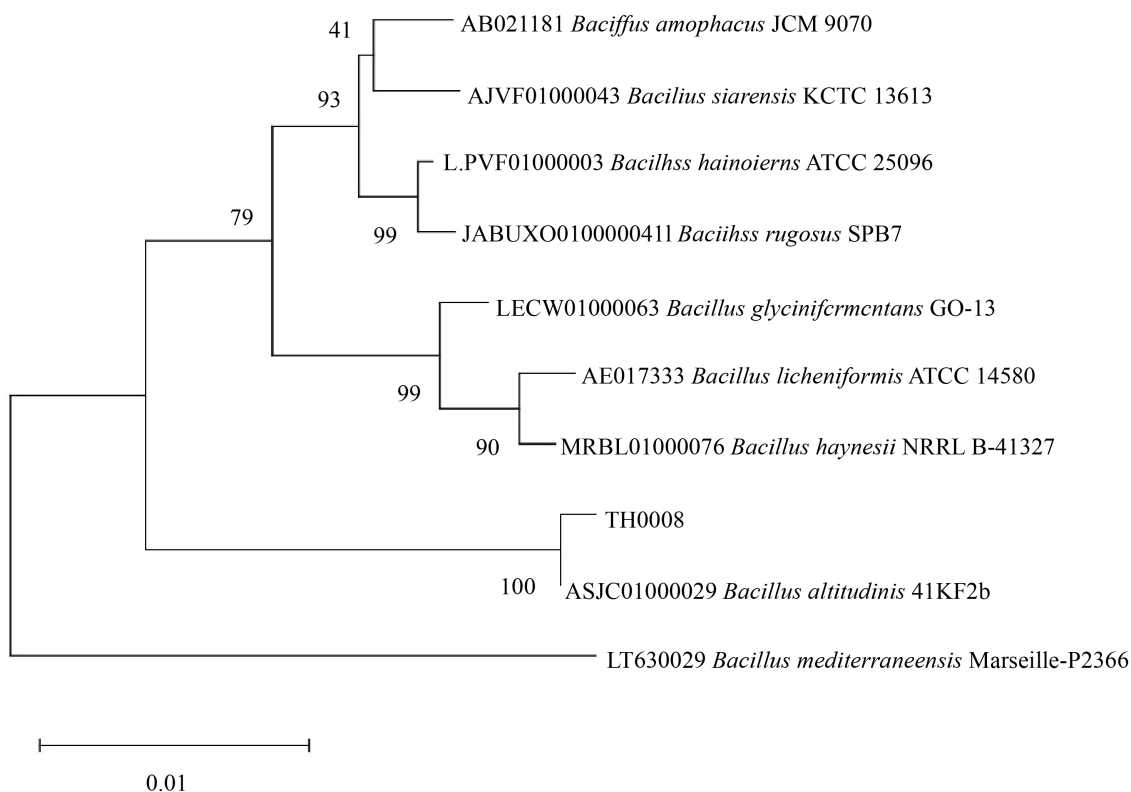 41
AB021181 Baciffus amophacus JCM 9070
AJVF01000043 Bacilius siarensis KCTC 13613
93
L.PVF01000003 Bacilhss hainoierns ATCC 25096
79
99
JABUXO0100000041l Baciihss rugosus SPB7
LECW01000063 Bacillus glycinifcrmcntans GO-13
AE017333 Bacillus licheniformis ATCC 14580
99
90
MRBL01000076 Bacillus haynesii NRRL B-41327
TH0008
100
ASJC01000029 Bacillus altitudinis 41KF2b
LT630029 Bacillus mediterraneensis Marseille-P2366
0.01